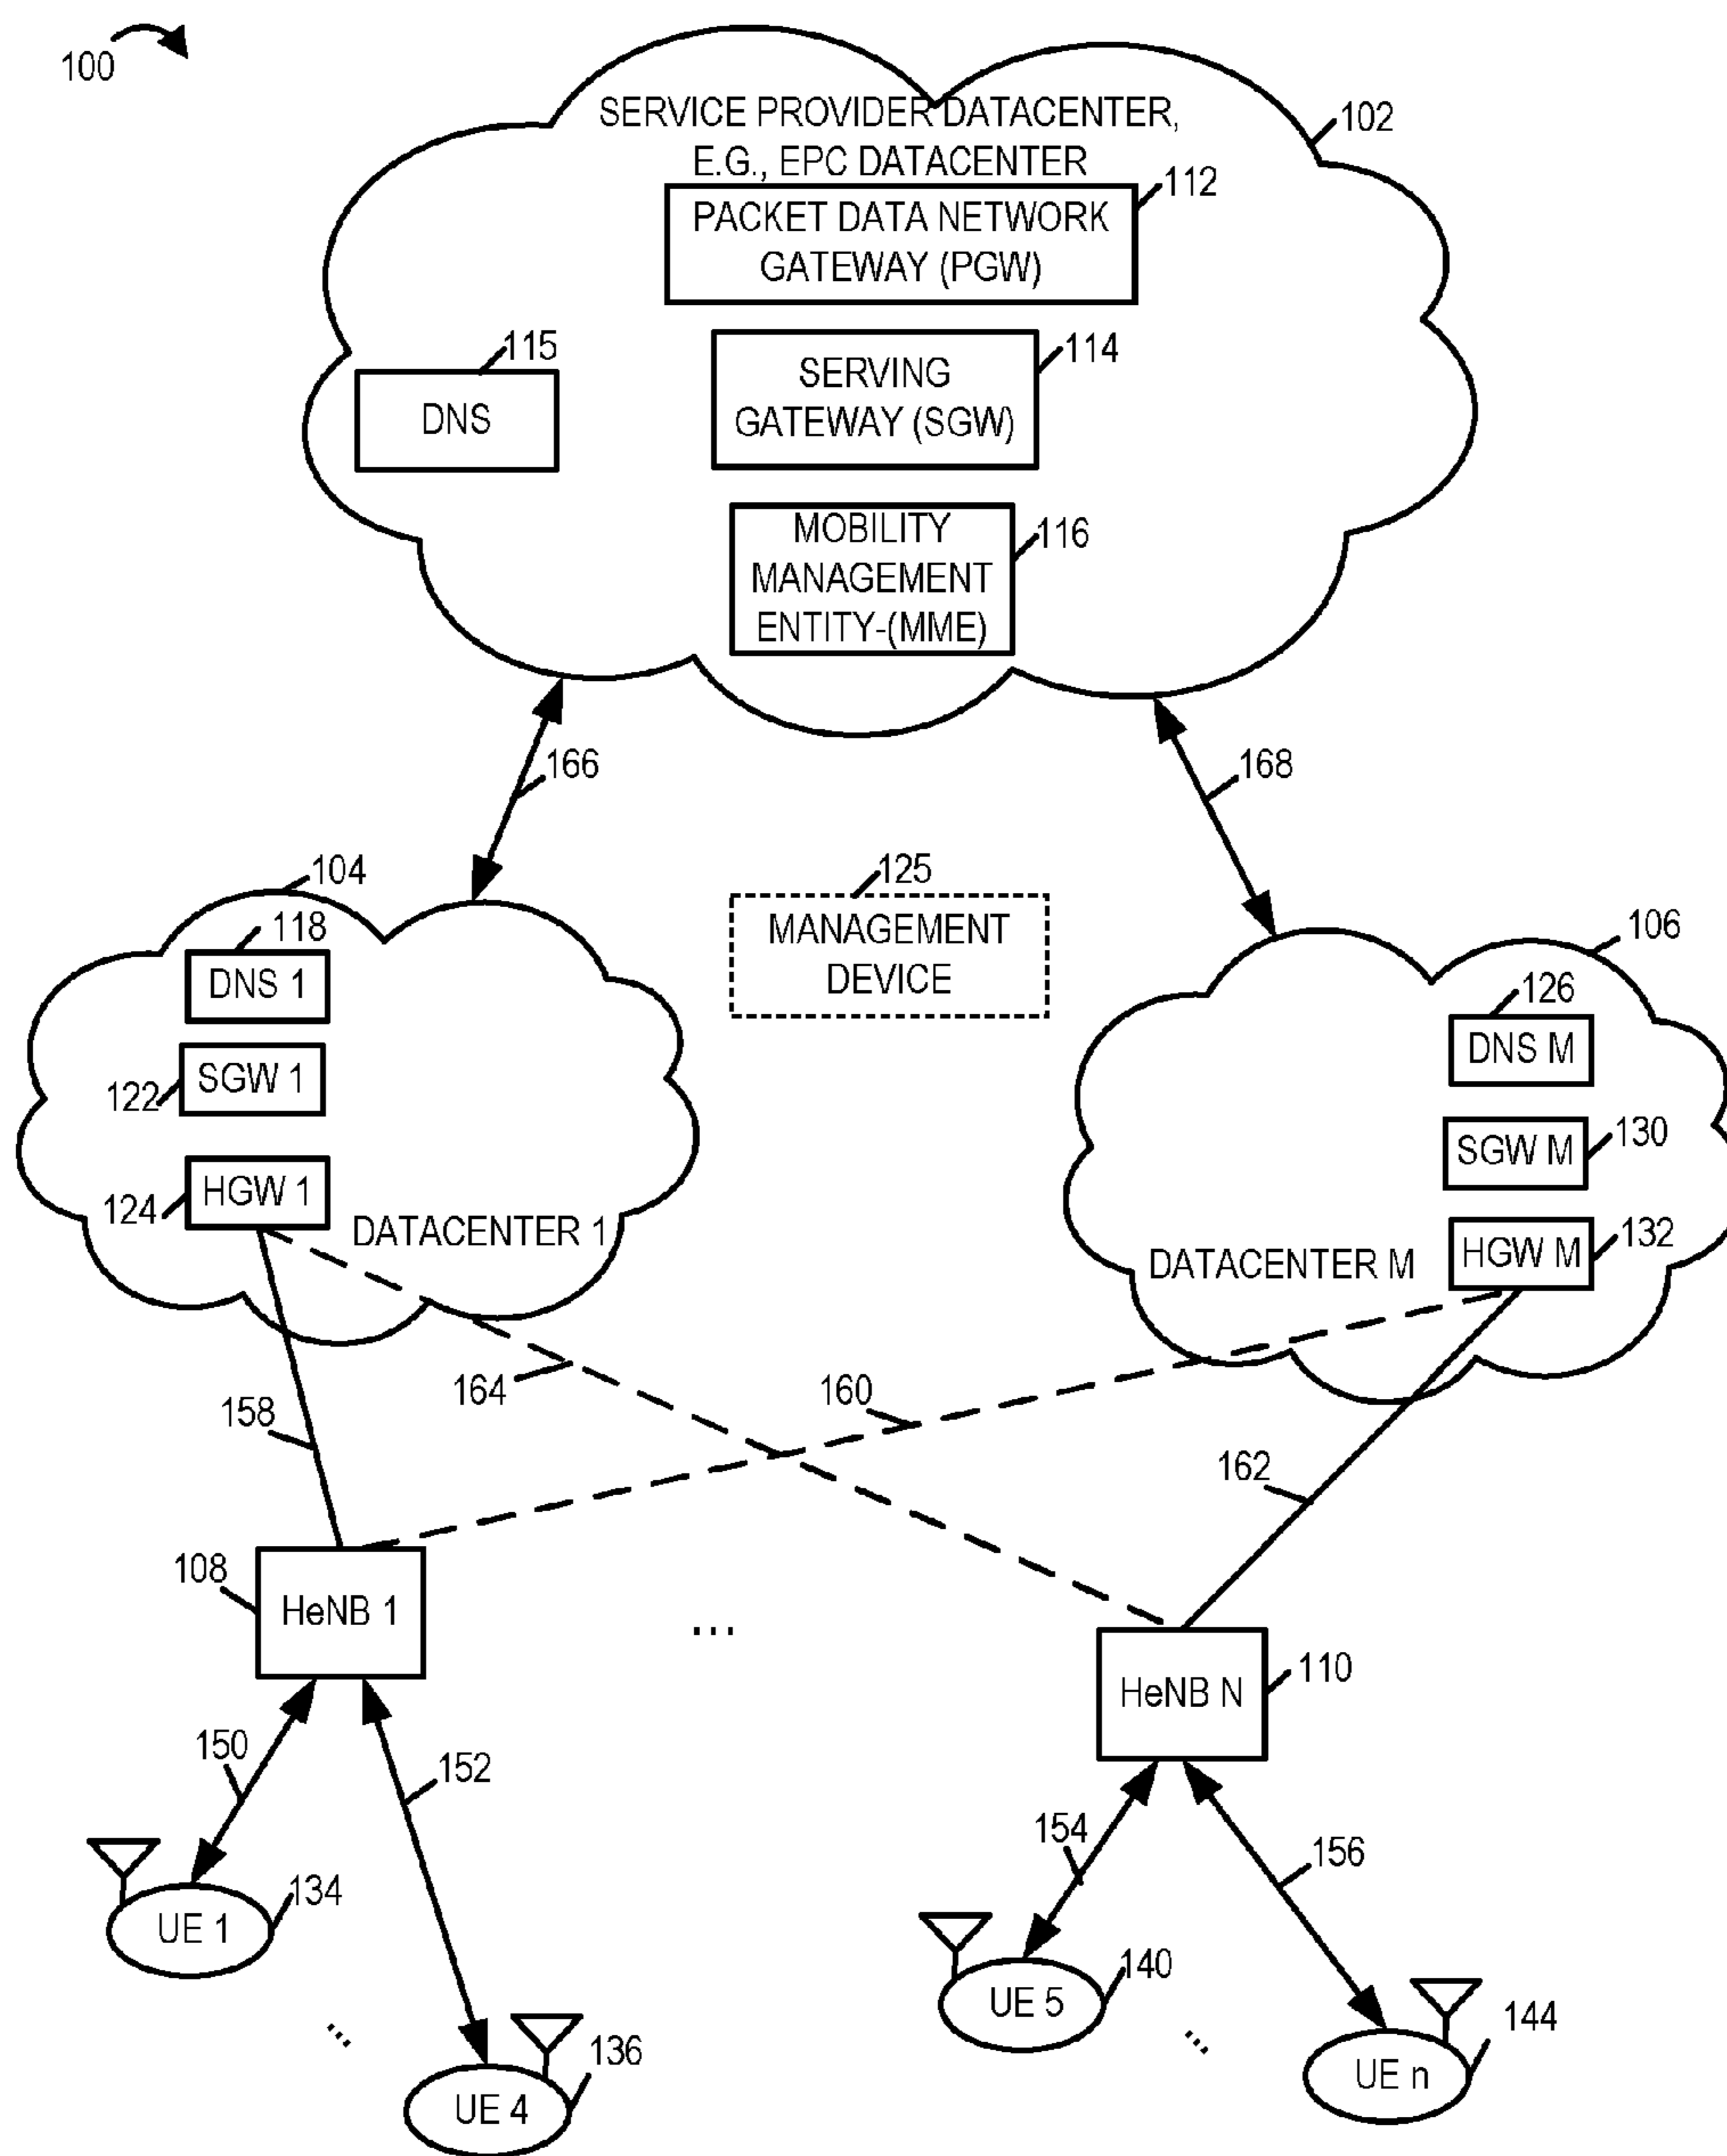 100
SERVICE PROVIDER DATACENTER,
E.G., EPC DATACENTER
102
112
PACKET DATA NETWORK
GATEWAY (PGW)
115
DNS
114
SERVING
GATEWAY (SGW)
116
MOBILITY
MANAGEMENT
ENTITY-(MME)
166
168
104
118
DNS 1
122
SGW 1
124
HGW 1
DATACENTER 1
125
MANAGEMENT
DEVICE
106
126
DNS M
SGW M
130
HGW M
132
DATACENTER M
158
164
160
162
108
HeNB 1
...
HeNB N
110
150
152
154
156
UE 1
134
...
UE 4
136
UE 5
140
...
UE n
144